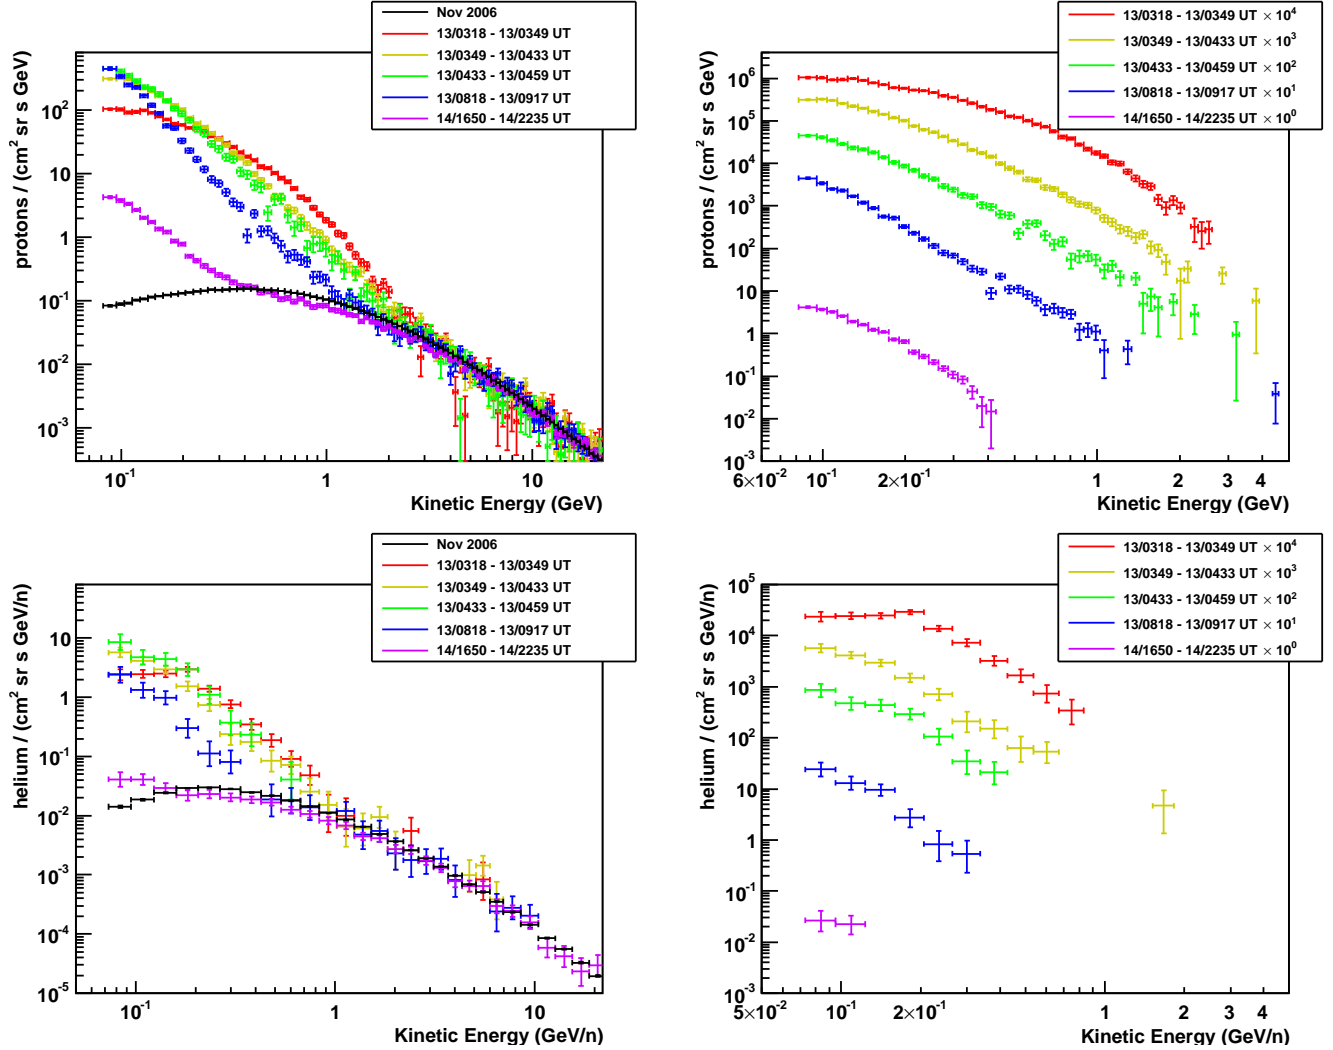 Nov 2006
13/0318 - 13/0349 UT
13/0349 - 13/0433 UT
13/0433 - 13/0459 UT
13/0818 - 13/0917 UT
14/1650 - 14/2235 UT
protons / (cm² sr s GeV)
10²
10
1
10⁻¹
10⁻²
10⁻³
10⁻¹ 1 10
Kinetic Energy (GeV)
13/0318 - 13/0349 UT × 10⁴
13/0349 - 13/0433 UT × 10³
13/0433 - 13/0459 UT × 10²
13/0818 - 13/0917 UT × 10¹
14/1650 - 14/2235 UT × 10⁰
protons / (cm² sr s GeV)
10⁶
10⁵
10⁴
10³
10²
10
1
10⁻¹
10⁻²
10⁻³
6×10⁻² 10⁻¹ 2×10⁻¹ 1 2 3 4
Kinetic Energy (GeV)
Nov 2006
13/0318 - 13/0349 UT
13/0349 - 13/0433 UT
13/0433 - 13/0459 UT
13/0818 - 13/0917 UT
14/1650 - 14/2235 UT
helium / (cm² sr s GeV/n)
10
1
10⁻¹
10⁻²
10⁻³
10⁻⁴
10⁻⁵
10⁻¹ 1 10
Kinetic Energy (GeV/n)
13/0318 - 13/0349 UT × 10⁴
13/0349 - 13/0433 UT × 10³
13/0433 - 13/0459 UT × 10²
13/0818 - 13/0917 UT × 10¹
14/1650 - 14/2235 UT × 10⁰
helium / (cm² sr s GeV/n)
10⁵
10⁴
10³
10²
10
1
10⁻¹
10⁻²
10⁻³
5×10⁻² 10⁻¹ 2×10⁻¹ 1 2 3 4
Kinetic Energy (GeV/n)